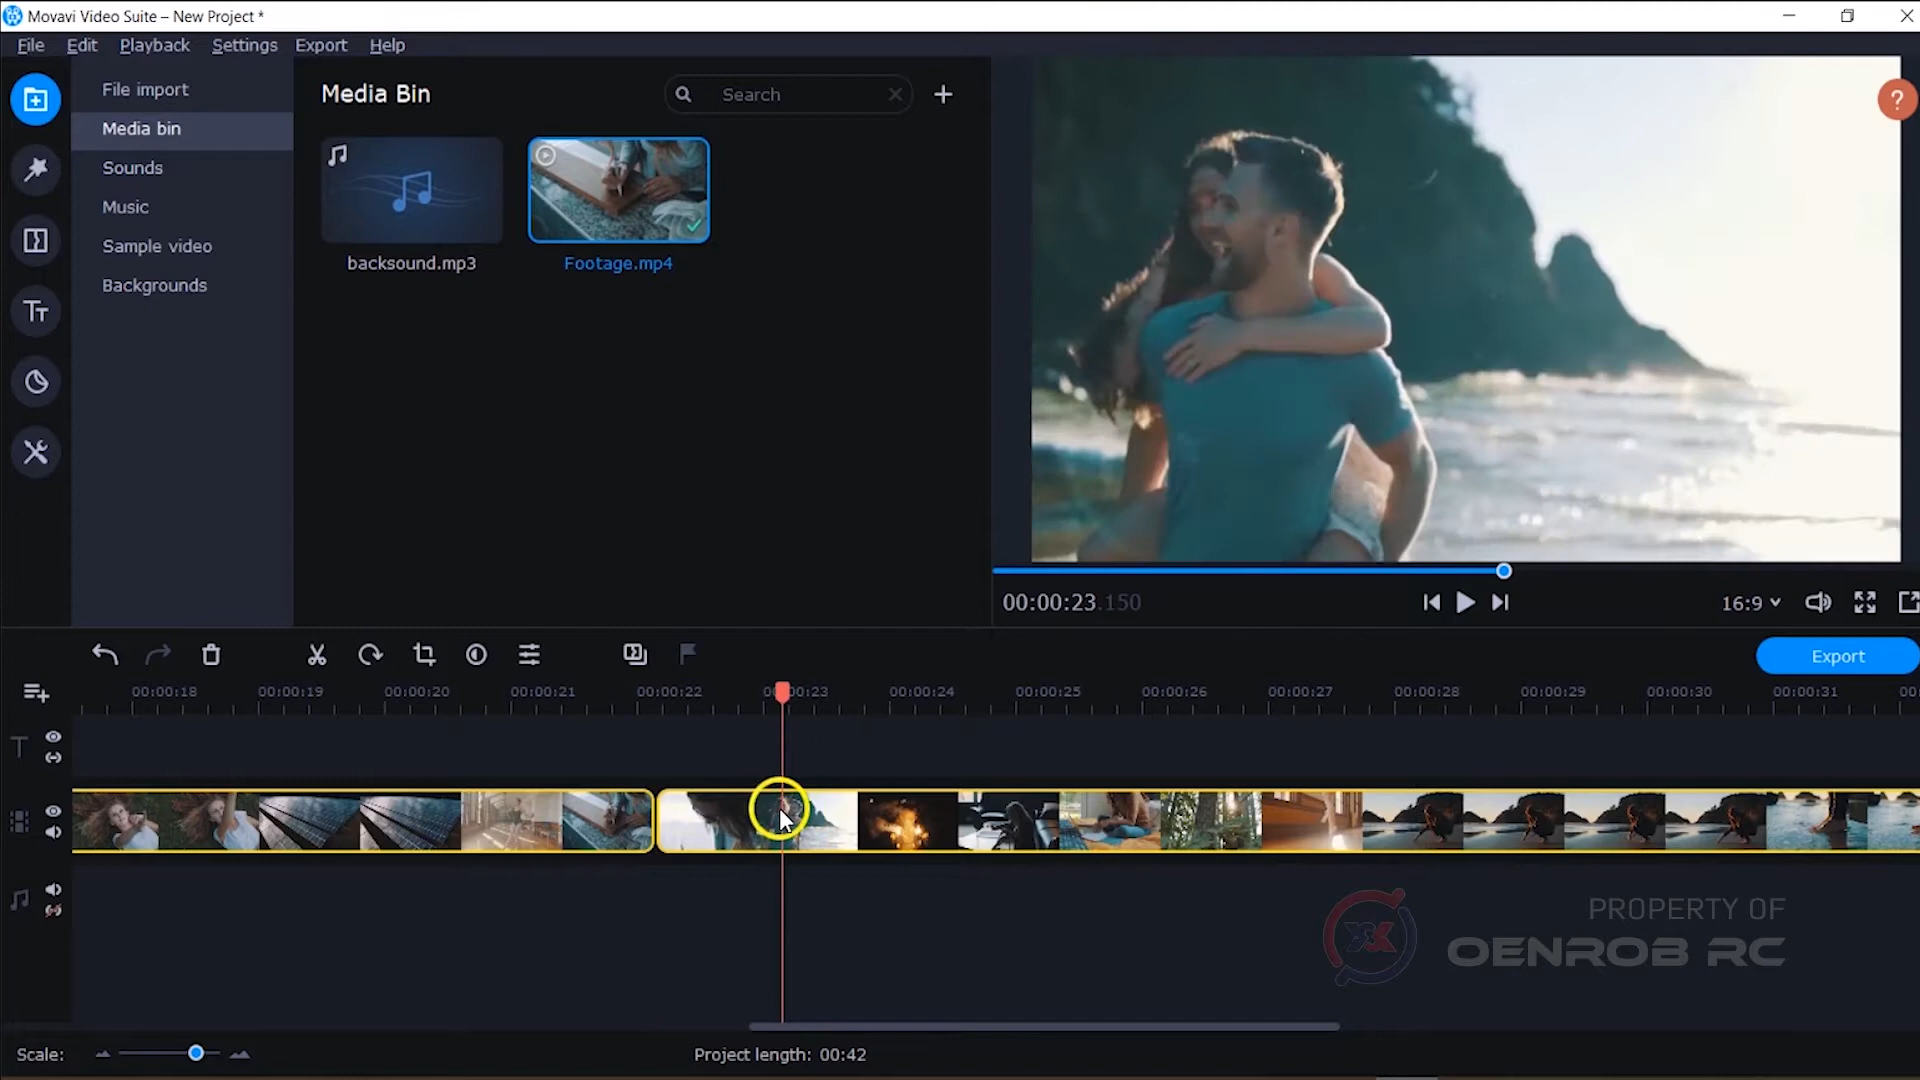 Movavi Video Suite – New Project *
File Edit Playback Settings Export Help
File import
Media bin
Sounds
Music
Sample video
Backgrounds
Media Bin
Search
backsound.mp3
Footage.mp4
?
00:00:23.150
16:9
Export
00:00:18 00:00:19 00:00:20 00:00:21 00:00:22 00:00:23 00:00:24 00:00:25 00:00:26 00:00:27 00:00:28 00:00:29 00:00:30 00:00:31
PROPERTY OF
OENROB RC
Scale:
Project length: 00:42